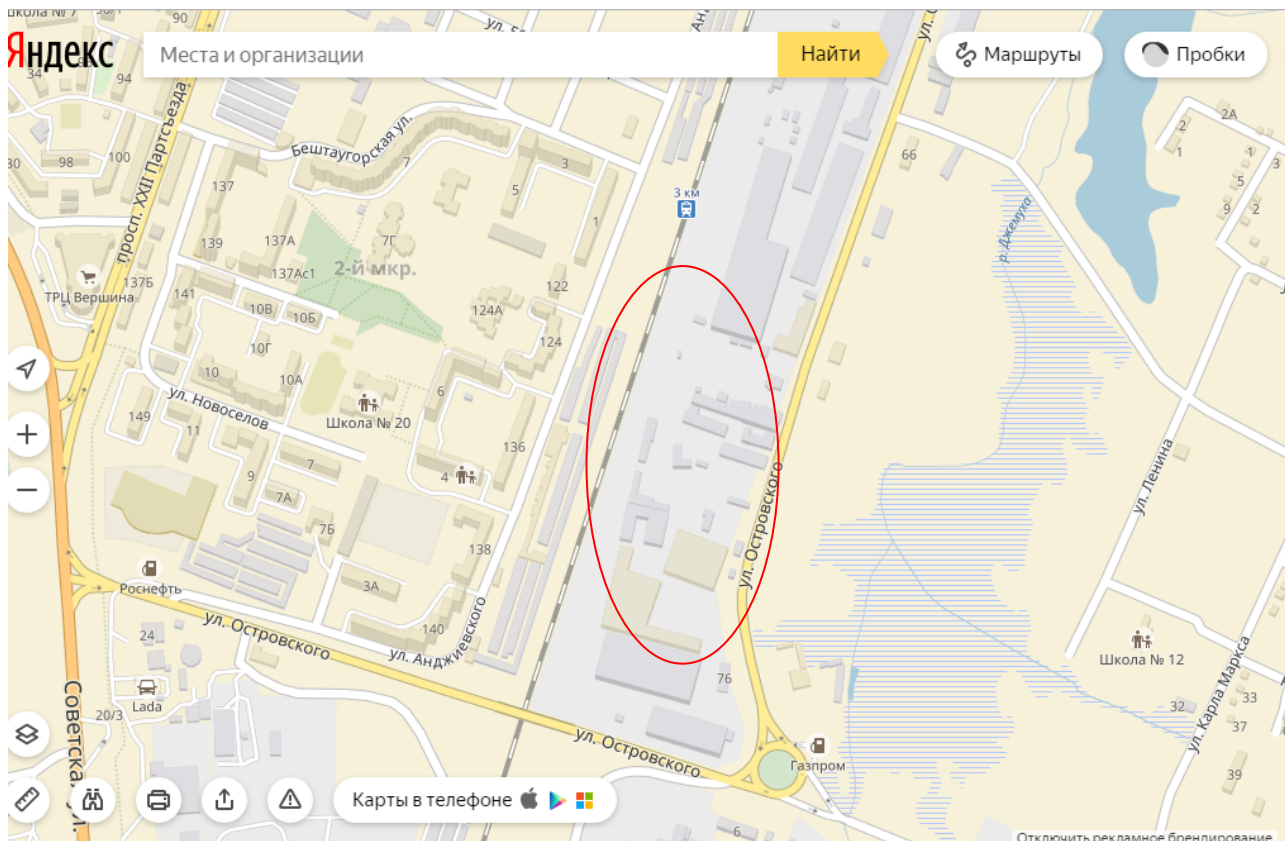 школа № 7
90
ул.
Яндекс
Места и организации
Найти
Маршруты
Пробки
34
94
30
98
100
просп. XXII Партсъезда
Бештаугорская ул.
7
3
5
1
137
139
137А
7Г
137Ас1
2-й мкр.
ТРЦ Вершина
137Б
141
10В
10Б
122
124А
124
10Г
10
10А
6
ул. Новоселов
Школа № 20
149
11
136
9
7
4
7А
7Б
138
Роснефть
3А
140
24
ул. Островского
ул. Анджиевского
Lada
20/3
Советская ул.
3 км
66
р. Джемуха
2А
2
1
1
3
5
9
2
ул. Островского
ул. Ленина
Школа № 12
ул. Карла Маркса
32
33
37
39
76
ул. Островского
Газпром
6
Карты в телефоне
Отключить рекламное брендирование